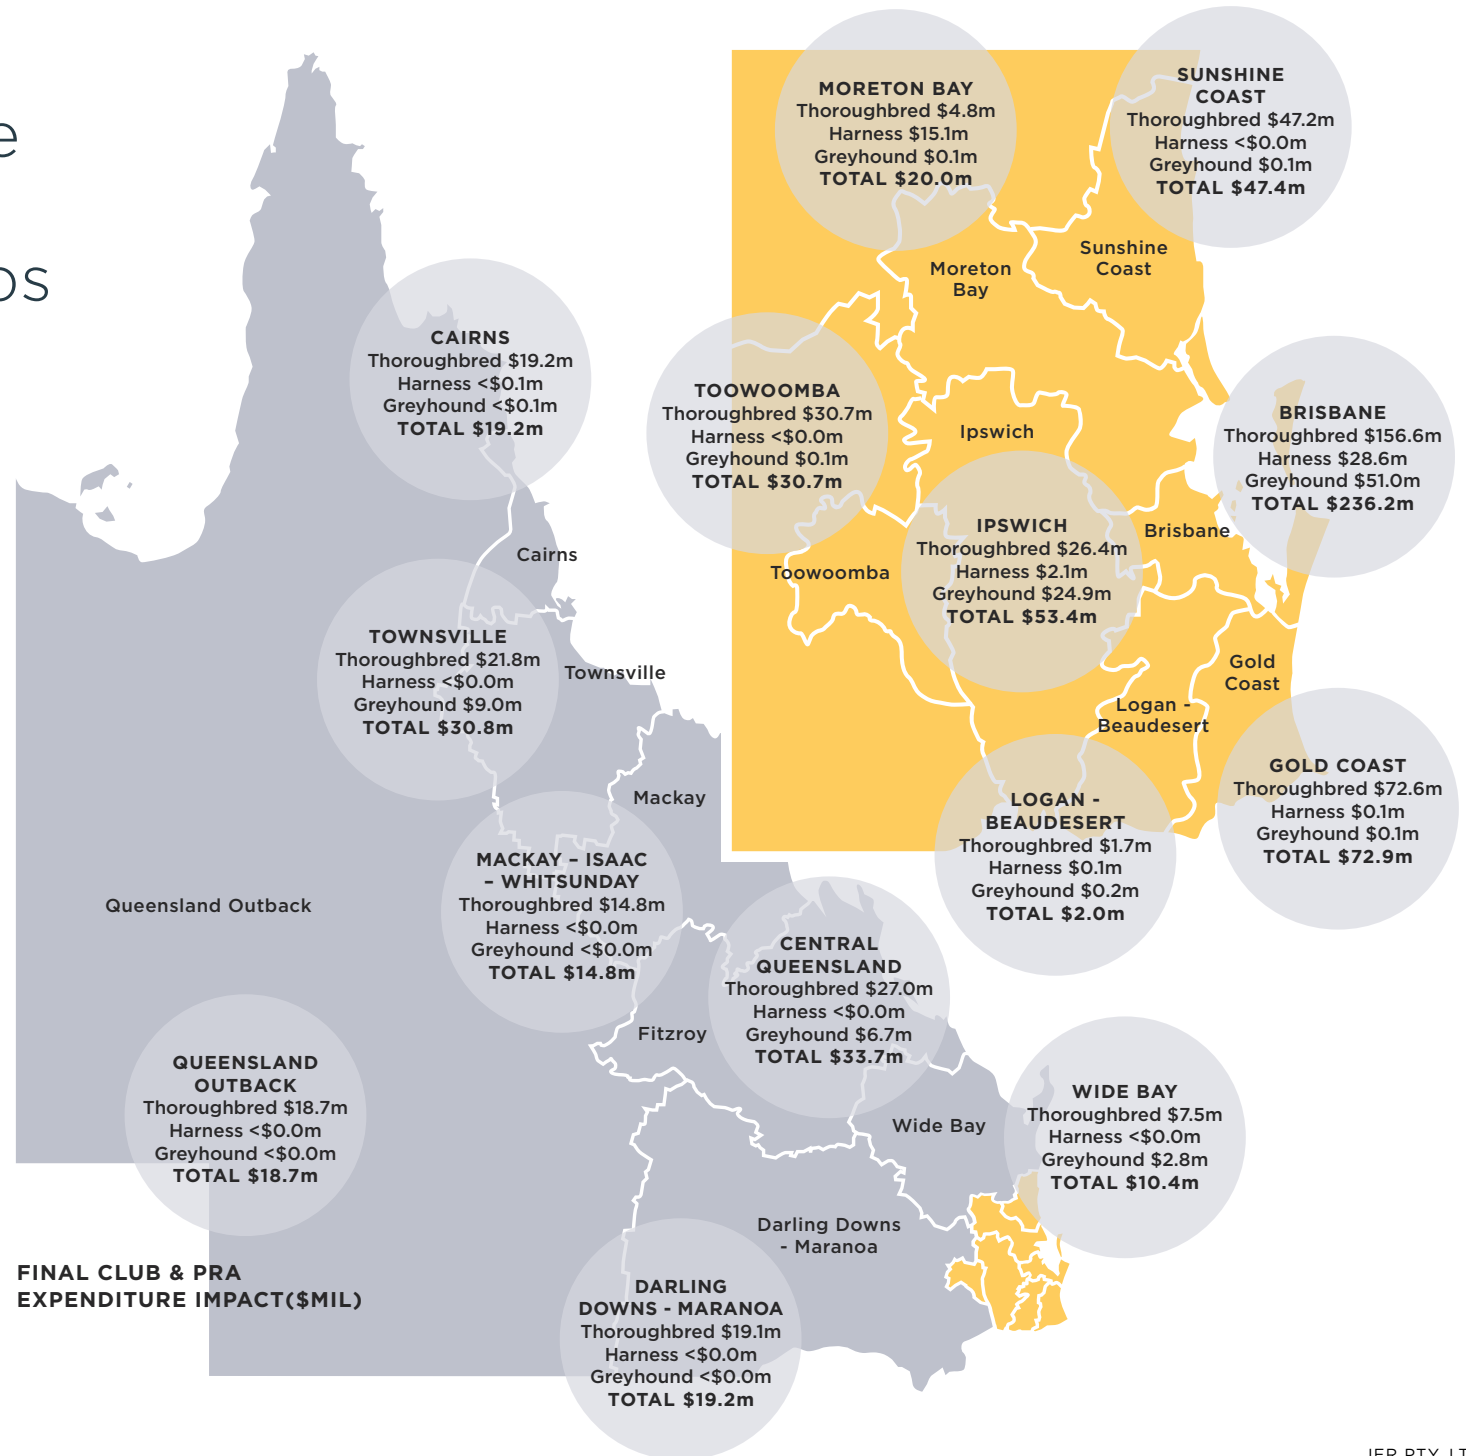 e
os
MORETON BAY
Thoroughbred $4.8m
Harness $15.1m
Greyhound $0.1m
TOTAL $20.0m
SUNSHINE
COAST
Thoroughbred $47.2m
Harness <$0.0m
Greyhound $0.1m
TOTAL $47.4m
Sunshine
Coast
Moreton
Bay
CAIRNS
Thoroughbred $19.2m
Harness <$0.1m
Greyhound <$0.1m
TOTAL $19.2m
TOOWOOMBA
Thoroughbred $30.7m
Harness <$0.0m
Greyhound $0.1m
TOTAL $30.7m
Ipswich
BRISBANE
Thoroughbred $156.6m
Harness $28.6m
Greyhound $51.0m
TOTAL $236.2m
IPSWICH
Thoroughbred $26.4m
Harness $2.1m
Greyhound $24.9m
TOTAL $53.4m
Brisbane
Cairns
Toowoomba
TOWNSVILLE
Thoroughbred $21.8m
Harness <$0.0m
Greyhound $9.0m
TOTAL $30.8m
Townsville
Gold
Coast
Logan -
Beaudesert
GOLD COAST
Thoroughbred $72.6m
Harness $0.1m
Greyhound $0.1m
TOTAL $72.9m
Mackay
LOGAN -
BEAUDESERT
Thoroughbred $1.7m
Harness $0.1m
Greyhound $0.2m
TOTAL $2.0m
MACKAY – ISAAC
– WHITSUNDAY
Thoroughbred $14.8m
Harness <$0.0m
Greyhound <$0.0m
TOTAL $14.8m
Queensland Outback
CENTRAL
QUEENSLAND
Thoroughbred $27.0m
Harness <$0.0m
Greyhound $6.7m
TOTAL $33.7m
Fitzroy
QUEENSLAND
OUTBACK
Thoroughbred $18.7m
Harness <$0.0m
Greyhound <$0.0m
TOTAL $18.7m
WIDE BAY
Thoroughbred $7.5m
Harness <$0.0m
Greyhound $2.8m
TOTAL $10.4m
Wide Bay
Darling Downs
- Maranoa
FINAL CLUB & PRA
EXPENDITURE IMPACT($MIL)
DARLING
DOWNS - MARANOA
Thoroughbred $19.1m
Harness <$0.0m
Greyhound <$0.0m
TOTAL $19.2m